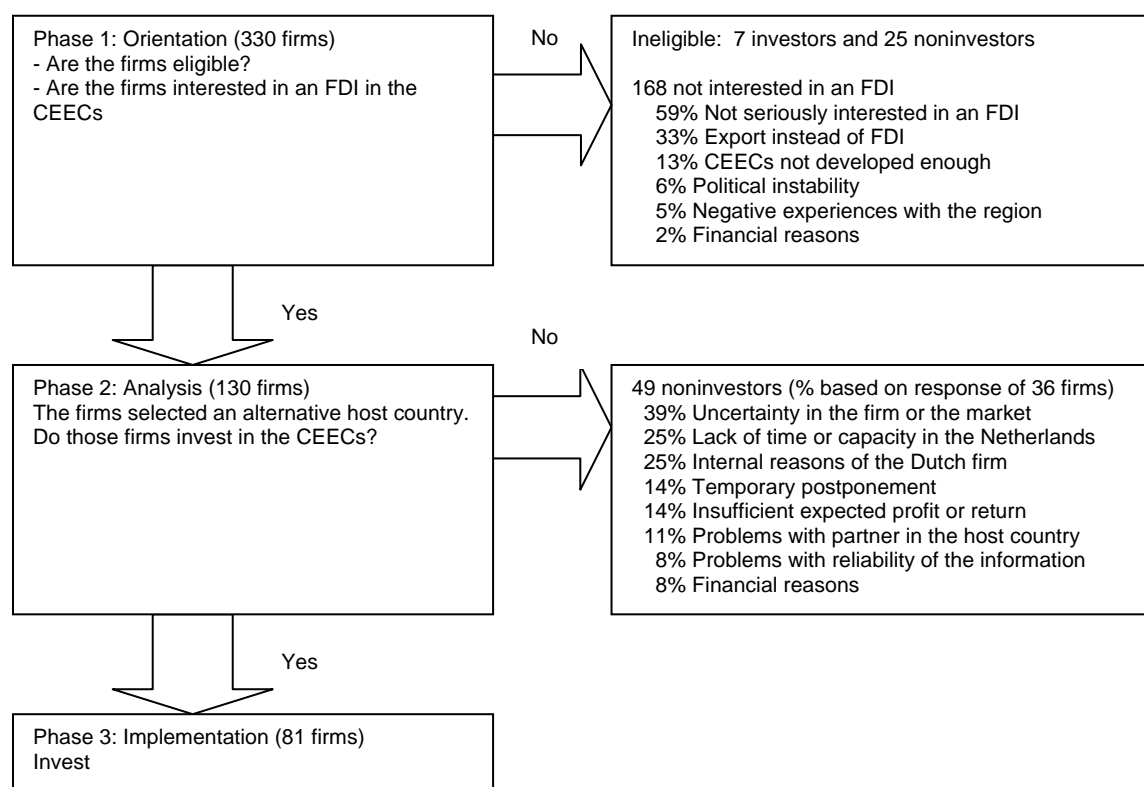 Phase 1: Orientation (330 firms)
- Are the firms eligible?
- Are the firms interested in an FDI in the
CEECs
No
Ineligible:  7 investors and 25 noninvestors
168 not interested in an FDI
59% Not seriously interested in an FDI
33% Export instead of FDI
13% CEECs not developed enough
6% Political instability
5% Negative experiences with the region
2% Financial reasons
Yes
Phase 2: Analysis (130 firms)
The firms selected an alternative host country.
Do those firms invest in the CEECs?
No
49 noninvestors (% based on response of 36 firms)
39% Uncertainty in the firm or the market
25% Lack of time or capacity in the Netherlands
25% Internal reasons of the Dutch firm
14% Temporary postponement
14% Insufficient expected profit or return
11% Problems with partner in the host country
8% Problems with reliability of the information
8% Financial reasons
Yes
Phase 3: Implementation (81 firms)
Invest